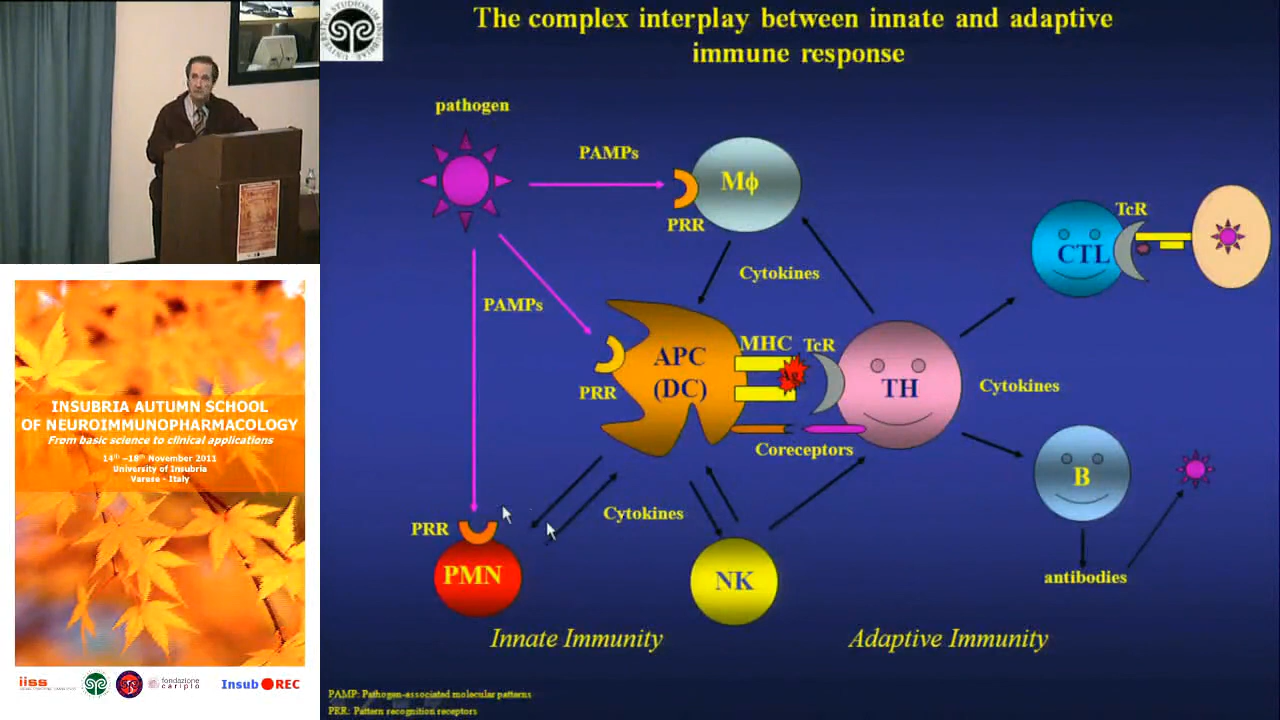 The complex interplay between innate and adaptive
immune response
pathogen
PAMPs
Mϕ
PRR
TcR
CTL
Cytokines
PAMPs
MHC
TcR
APC
(DC)
Ag
TH
PRR
Cytokines
Coreceptors
B
Cytokines
PRR
PMN
NK
antibodies
Innate Immunity
Adaptive Immunity
PAMP: Pathogen-associated molecular patterns
PRR: Pattern recognition receptors
INSUBRIA AUTUMN SCHOOL
OF NEUROIMMUNOPHARMACOLOGY
From basic science to clinical applications
14th –18th November 2011
University of Insubria
Varese - Italy
iiss
fondazione
cariplo
Insub REC